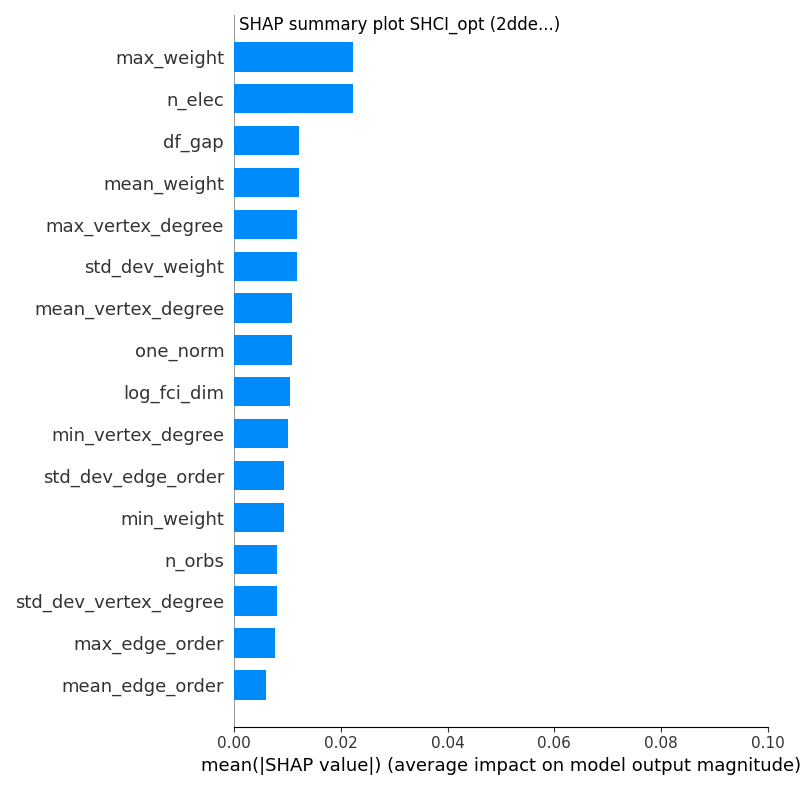 SHAP summary plot SHCI_opt (2dde...)
max_weight
n_elec
df_gap
mean_weight
max_vertex_degree
std_dev_weight
mean_vertex_degree
one_norm
log_fci_dim
min_vertex_degree
std_dev_edge_order
min_weight
n_orbs
std_dev_vertex_degree
max_edge_order
mean_edge_order
0.00 0.02 0.04 0.06 0.08 0.10
mean(|SHAP value|) (average impact on model output magnitude)